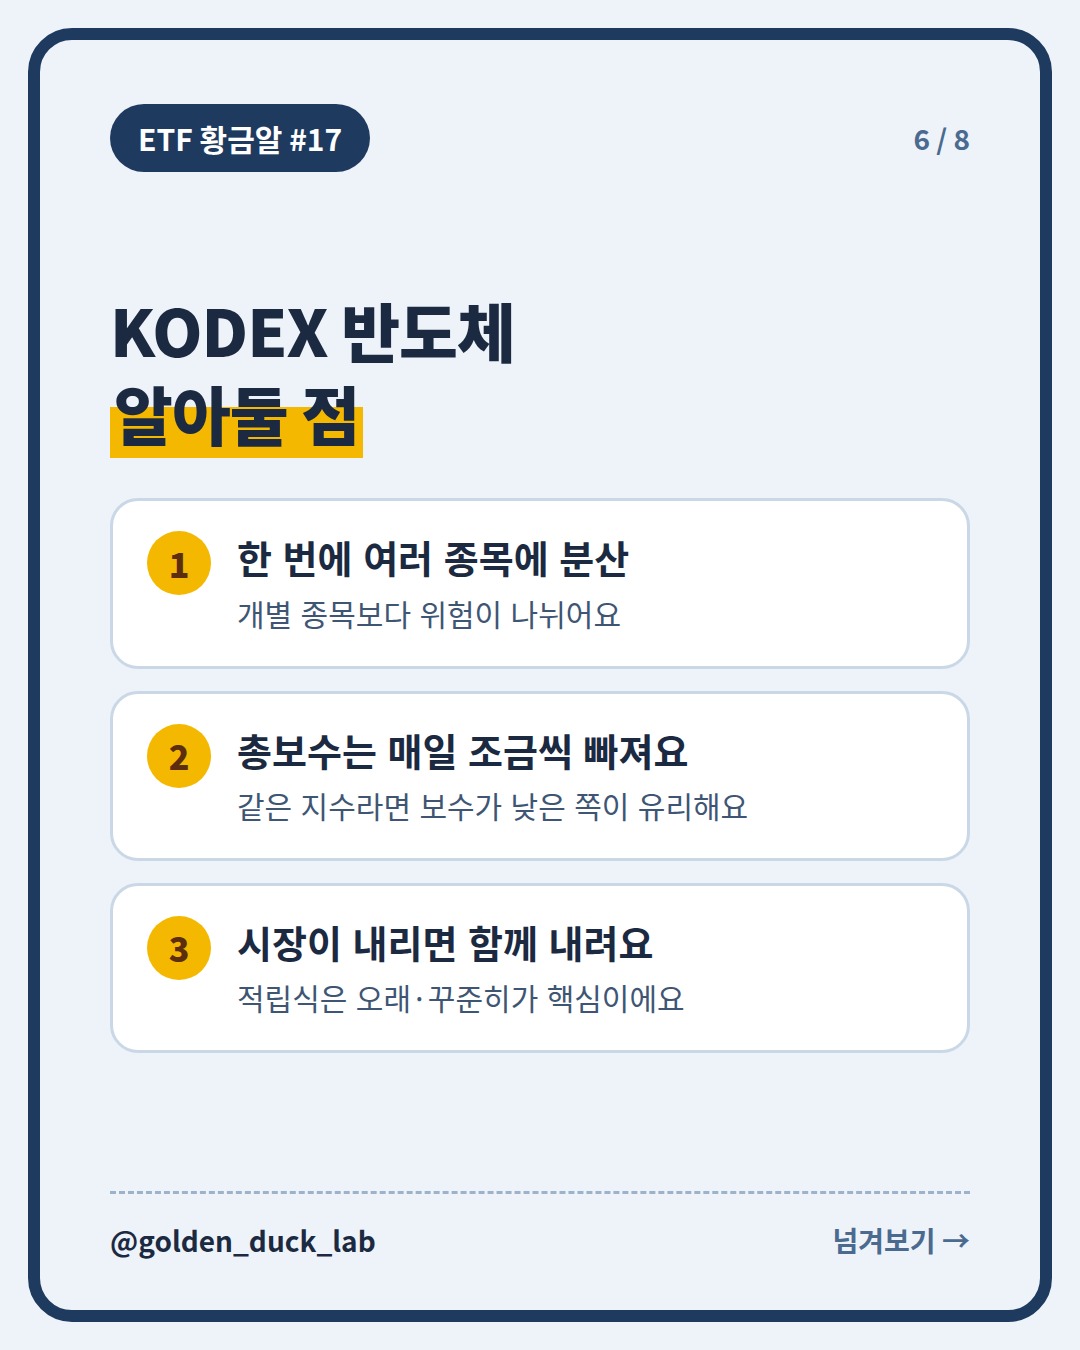 ETF 황금알 #17
6 / 8
KODEX 반도체
알아둘 점
1
한 번에 여러 종목에 분산
개별 종목보다 위험이 나뉘어요
2
총보수는 매일 조금씩 빠져요
같은 지수라면 보수가 낮은 쪽이 유리해요
3
시장이 내리면 함께 내려요
적립식은 오래·꾸준히가 핵심이에요
@golden_duck_lab
넘겨보기 →